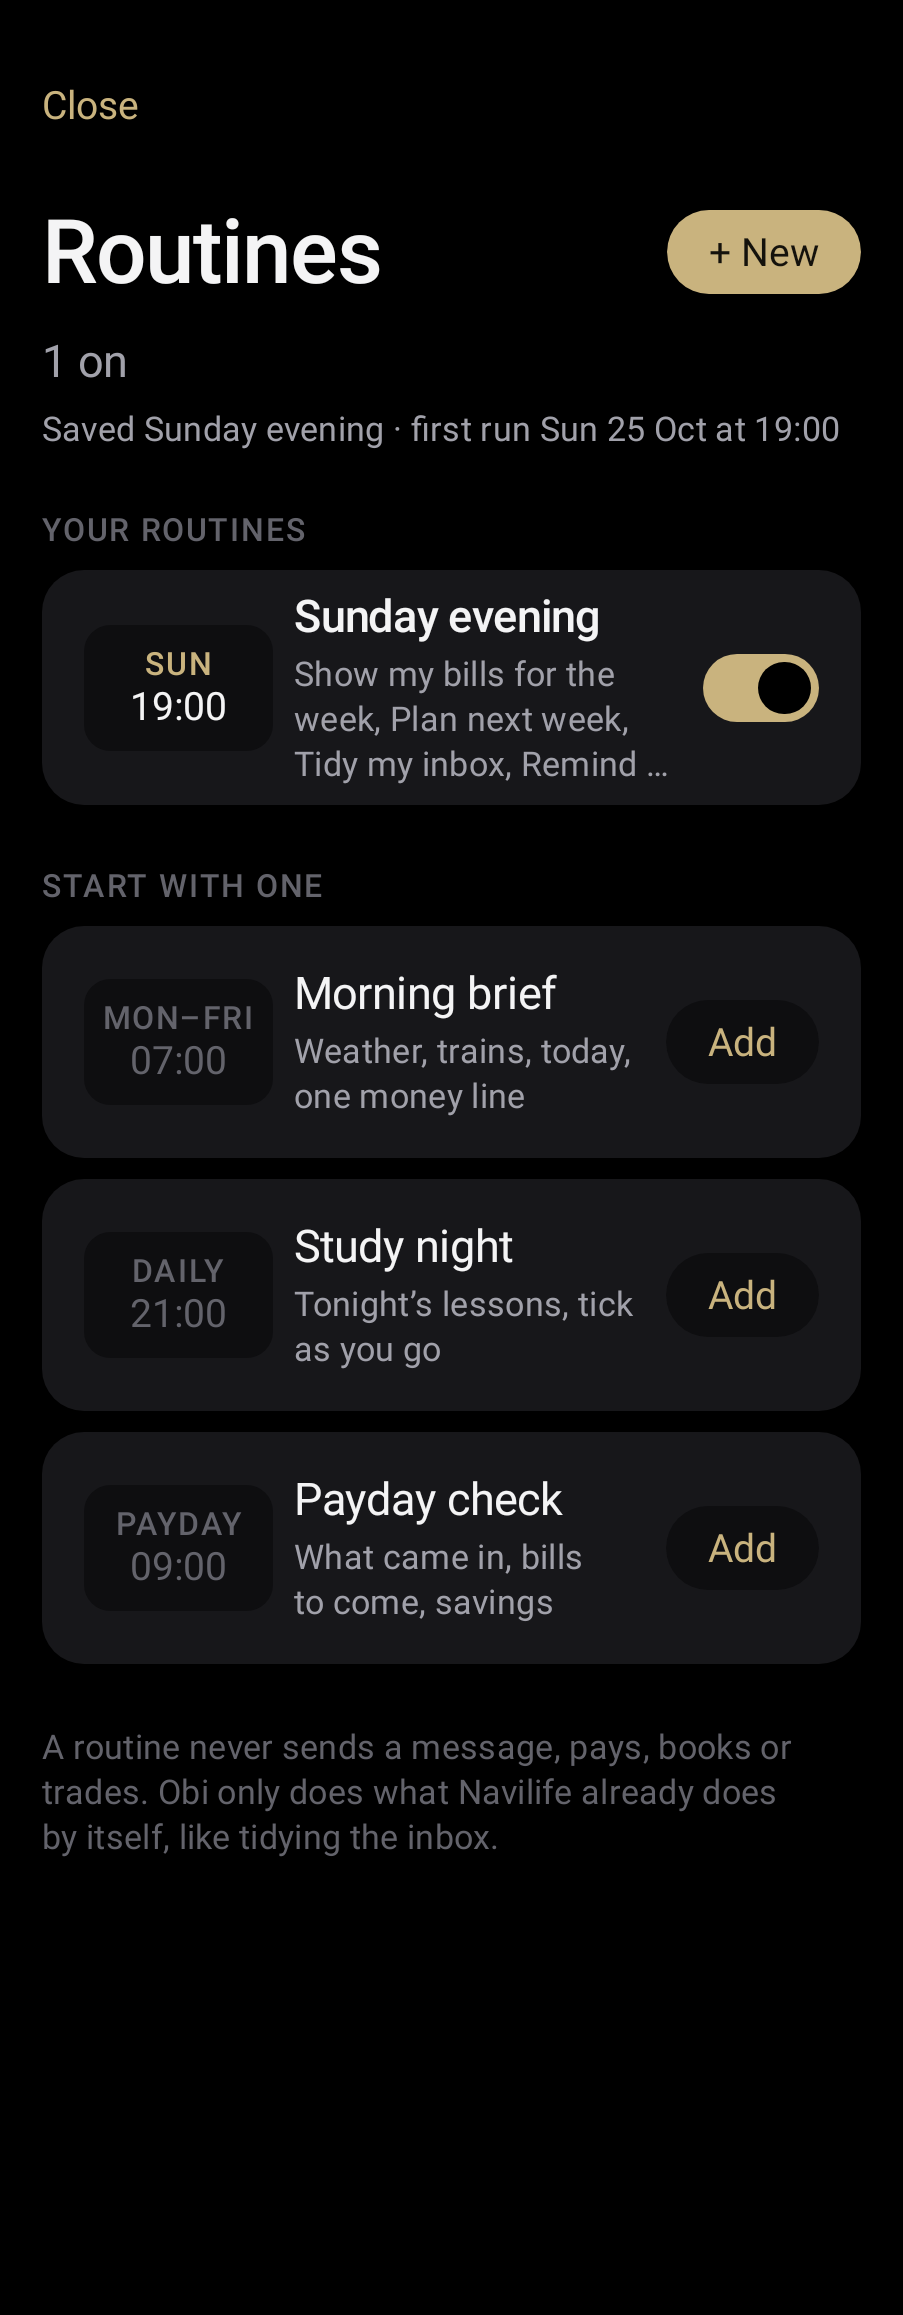 Close
Routines
+ New
1 on
Saved Sunday evening · first run Sun 25 Oct at 19:00
YOUR ROUTINES
SUN
19:00
Sunday evening
Show my bills for the
week, Plan next week,
Tidy my inbox, Remind …
START WITH ONE
MON–FRI
07:00
Morning brief
Weather, trains, today,
one money line
Add
DAILY
21:00
Study night
Tonight’s lessons, tick
as you go
Add
PAYDAY
09:00
Payday check
What came in, bills
to come, savings
Add
A routine never sends a message, pays, books or
trades. Obi only does what Navilife already does
by itself, like tidying the inbox.